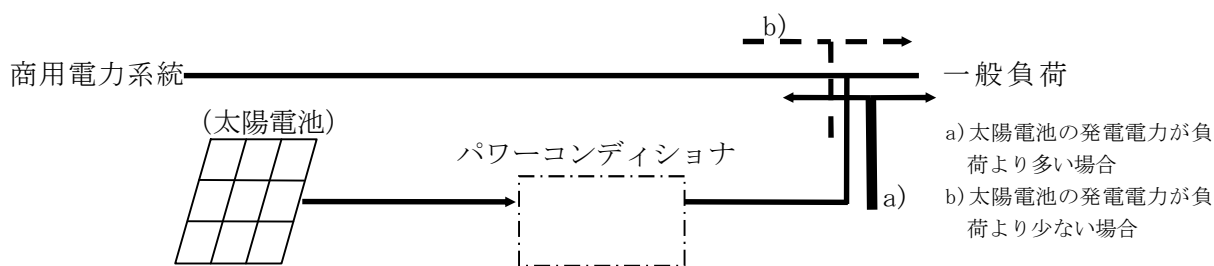 b)
商用電力系統
一般負荷
(太陽電池)
パワーコンディショナ
a)
a)太陽電池の発電電力が負
荷より多い場合
b)太陽電池の発電電力が負
荷より少ない場合